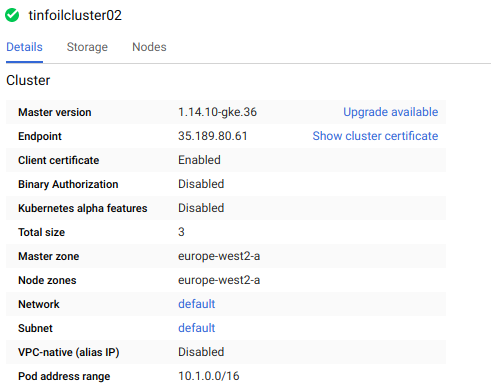 tinfoilcluster02
Details Storage Nodes
Cluster
Master version 1.14.10-gke.36 Upgrade available
Endpoint 35.189.80.61 Show cluster certificate
Client certificate Enabled
Binary Authorization Disabled
Kubernetes alpha features Disabled
Total size 3
Master zone europe-west2-a
Node zones europe-west2-a
Network default
Subnet default
VPC-native (alias IP) Disabled
Pod address range 10.1.0.0/16